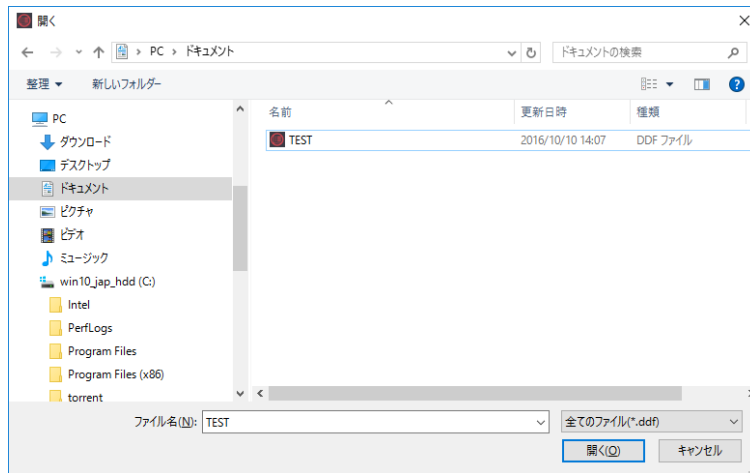 開く
PC › ドキュメント
ドキュメントの検索
整理
新しいフォルダー
名前 更新日時 種類
TEST 2016/10/10 14:07 DDF ファイル
PC
ダウンロード
デスクトップ
ドキュメント
ピクチャ
ビデオ
ミュージック
win10_jap_hdd (C:)
Intel
PerfLogs
Program Files
Program Files (x86)
torrent
ファイル名(N): TEST 全てのファイル(*.ddf)
開く(O) キャンセル